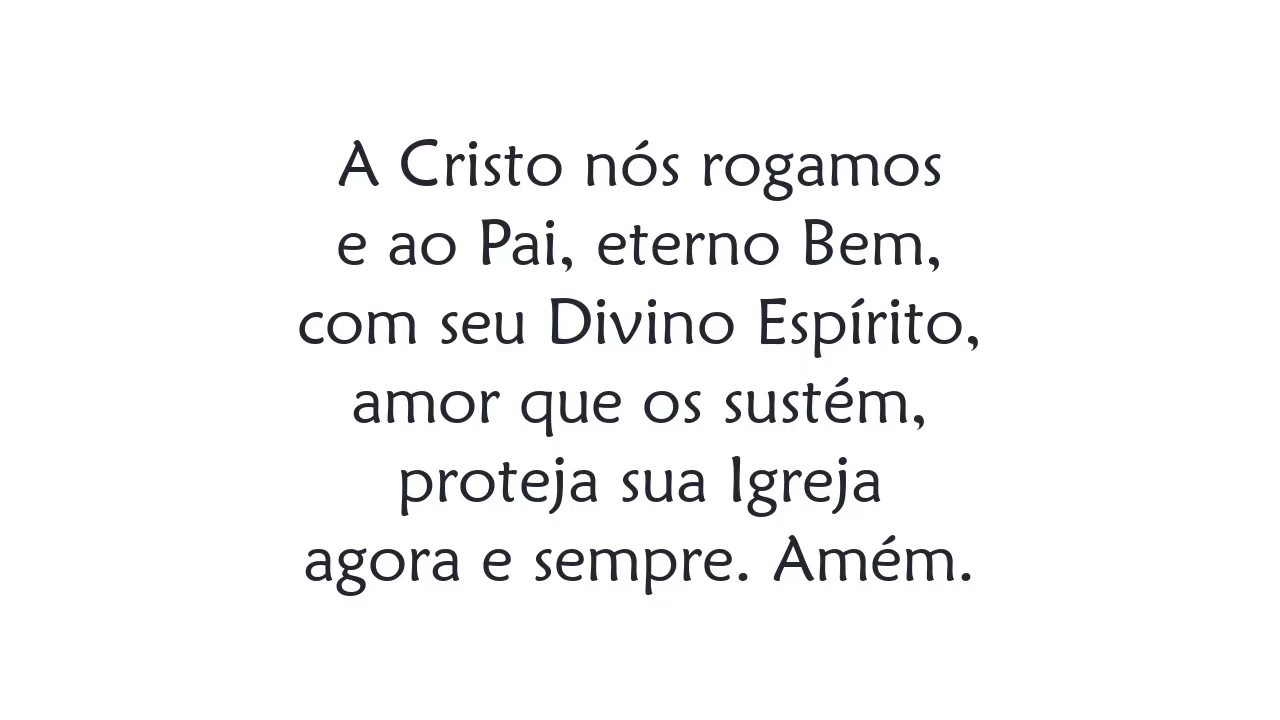 A Cristo nós rogamos
e ao Pai, eterno Bem,
com seu Divino Espírito,
amor que os sustém,
proteja sua Igreja
agora e sempre. Amém.